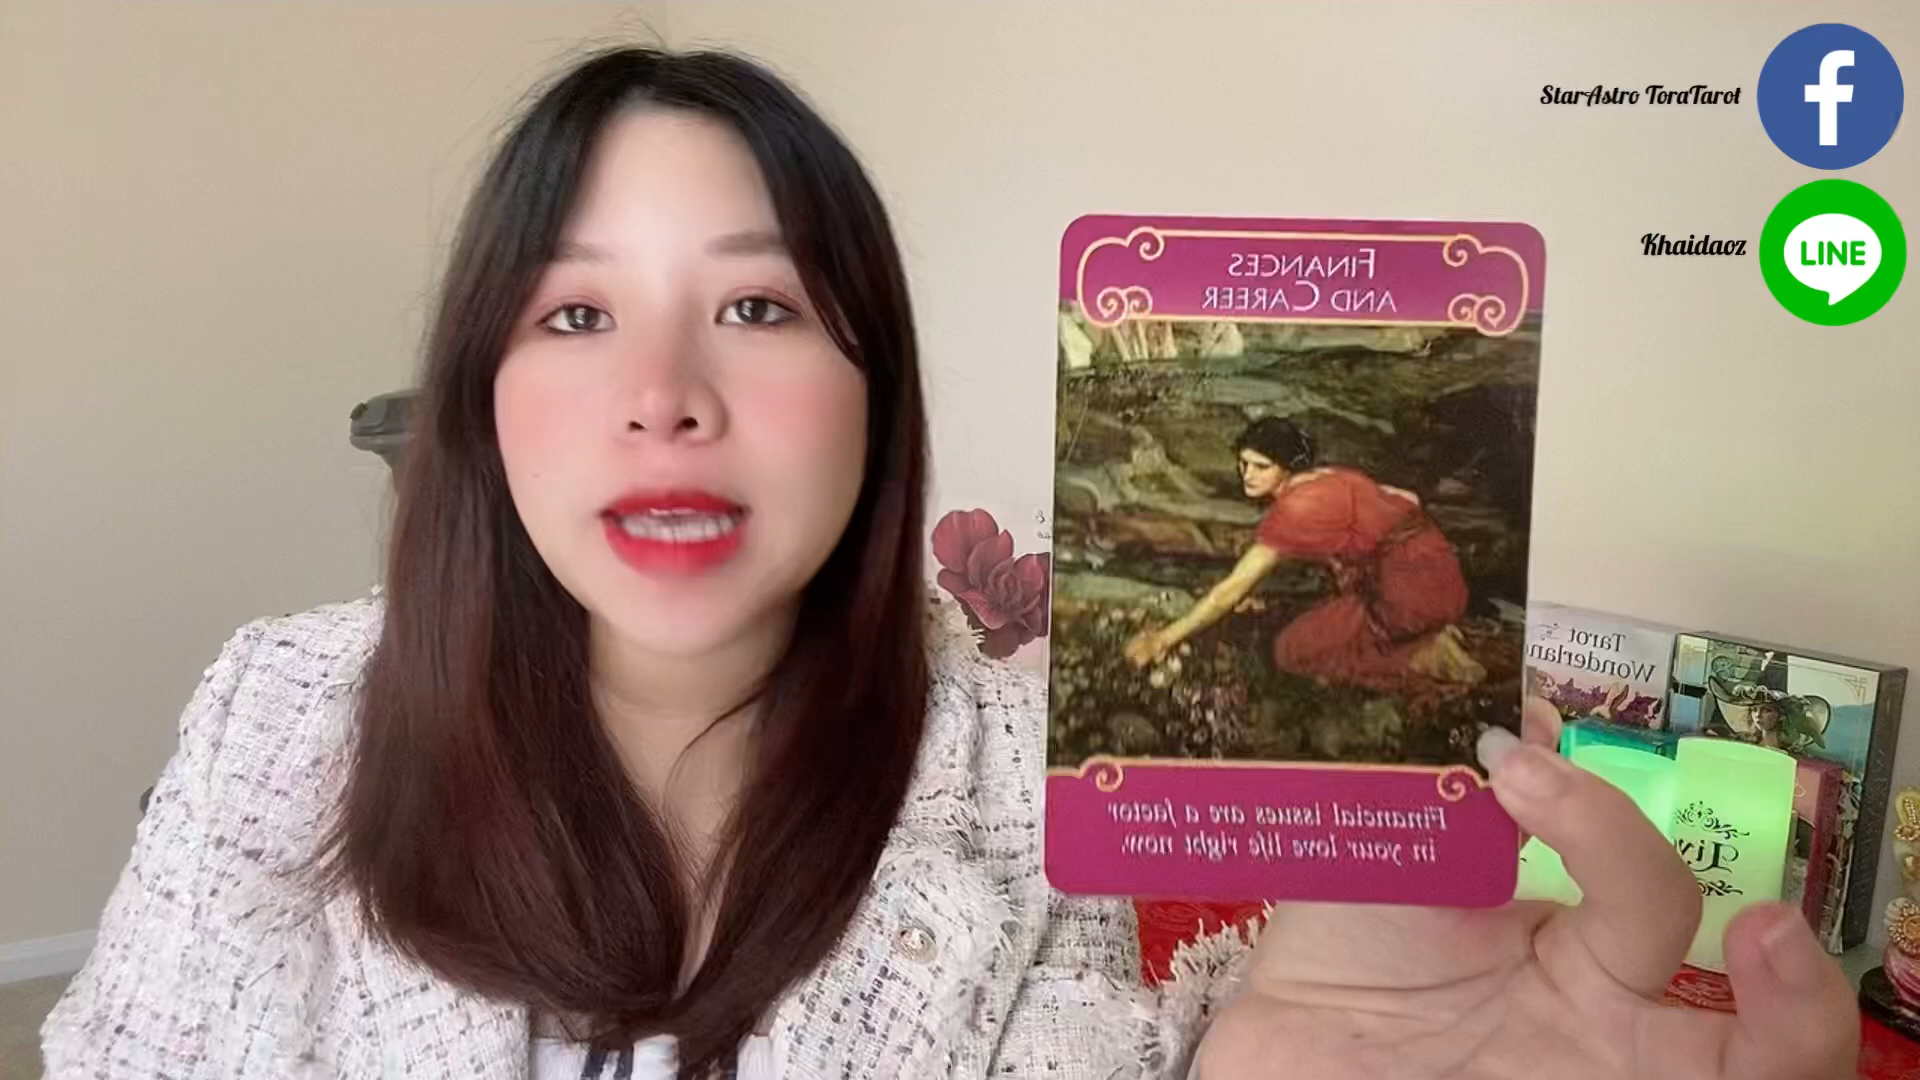 StarAstro ToraTarot
f
Khaidaoz
LINE
FINANCES
AND CAREER
Financial issues are a factor
in your love life right now.
Tarot
Wonderland